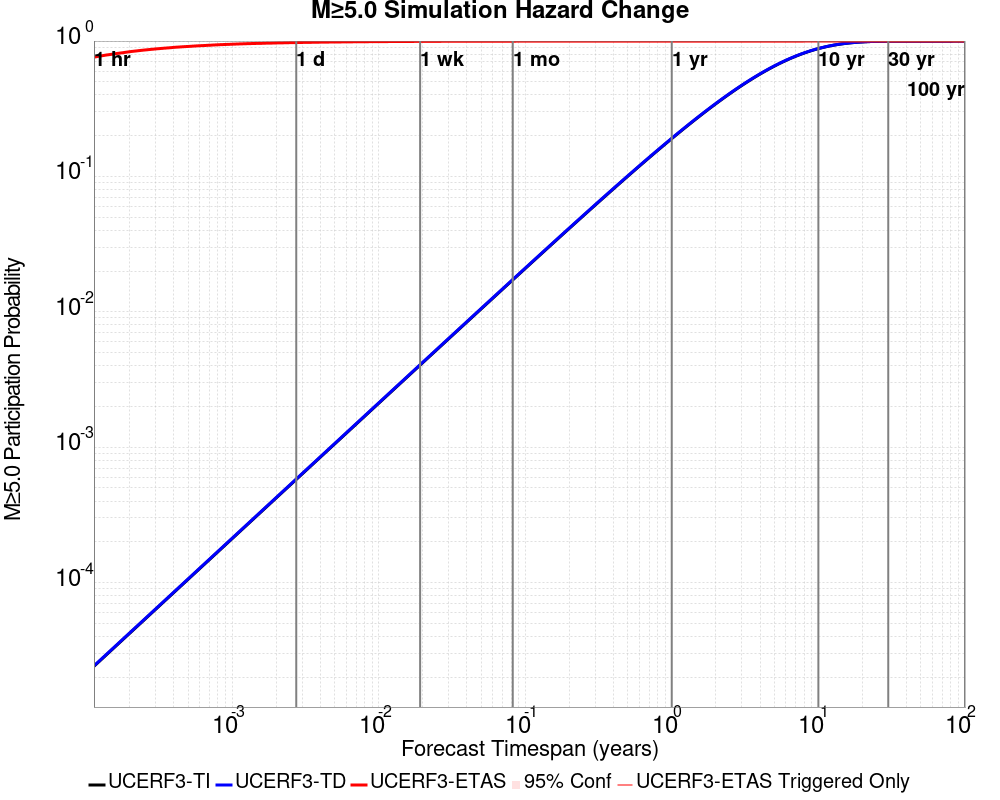 M≥5.0 Simulation Hazard Change
10^0
10^-1
10^-2
10^-3
10^-4
M≥5.0 Participation Probability
1 hr
1 d
1 wk
1 mo
1 yr
10 yr
30 yr
100 yr
10^-3
10^-2
10^-1
10^0
10^1
10^2
Forecast Timespan (years)
UCERF3-TI UCERF3-TD UCERF3-ETAS 95% Conf UCERF3-ETAS Triggered Only